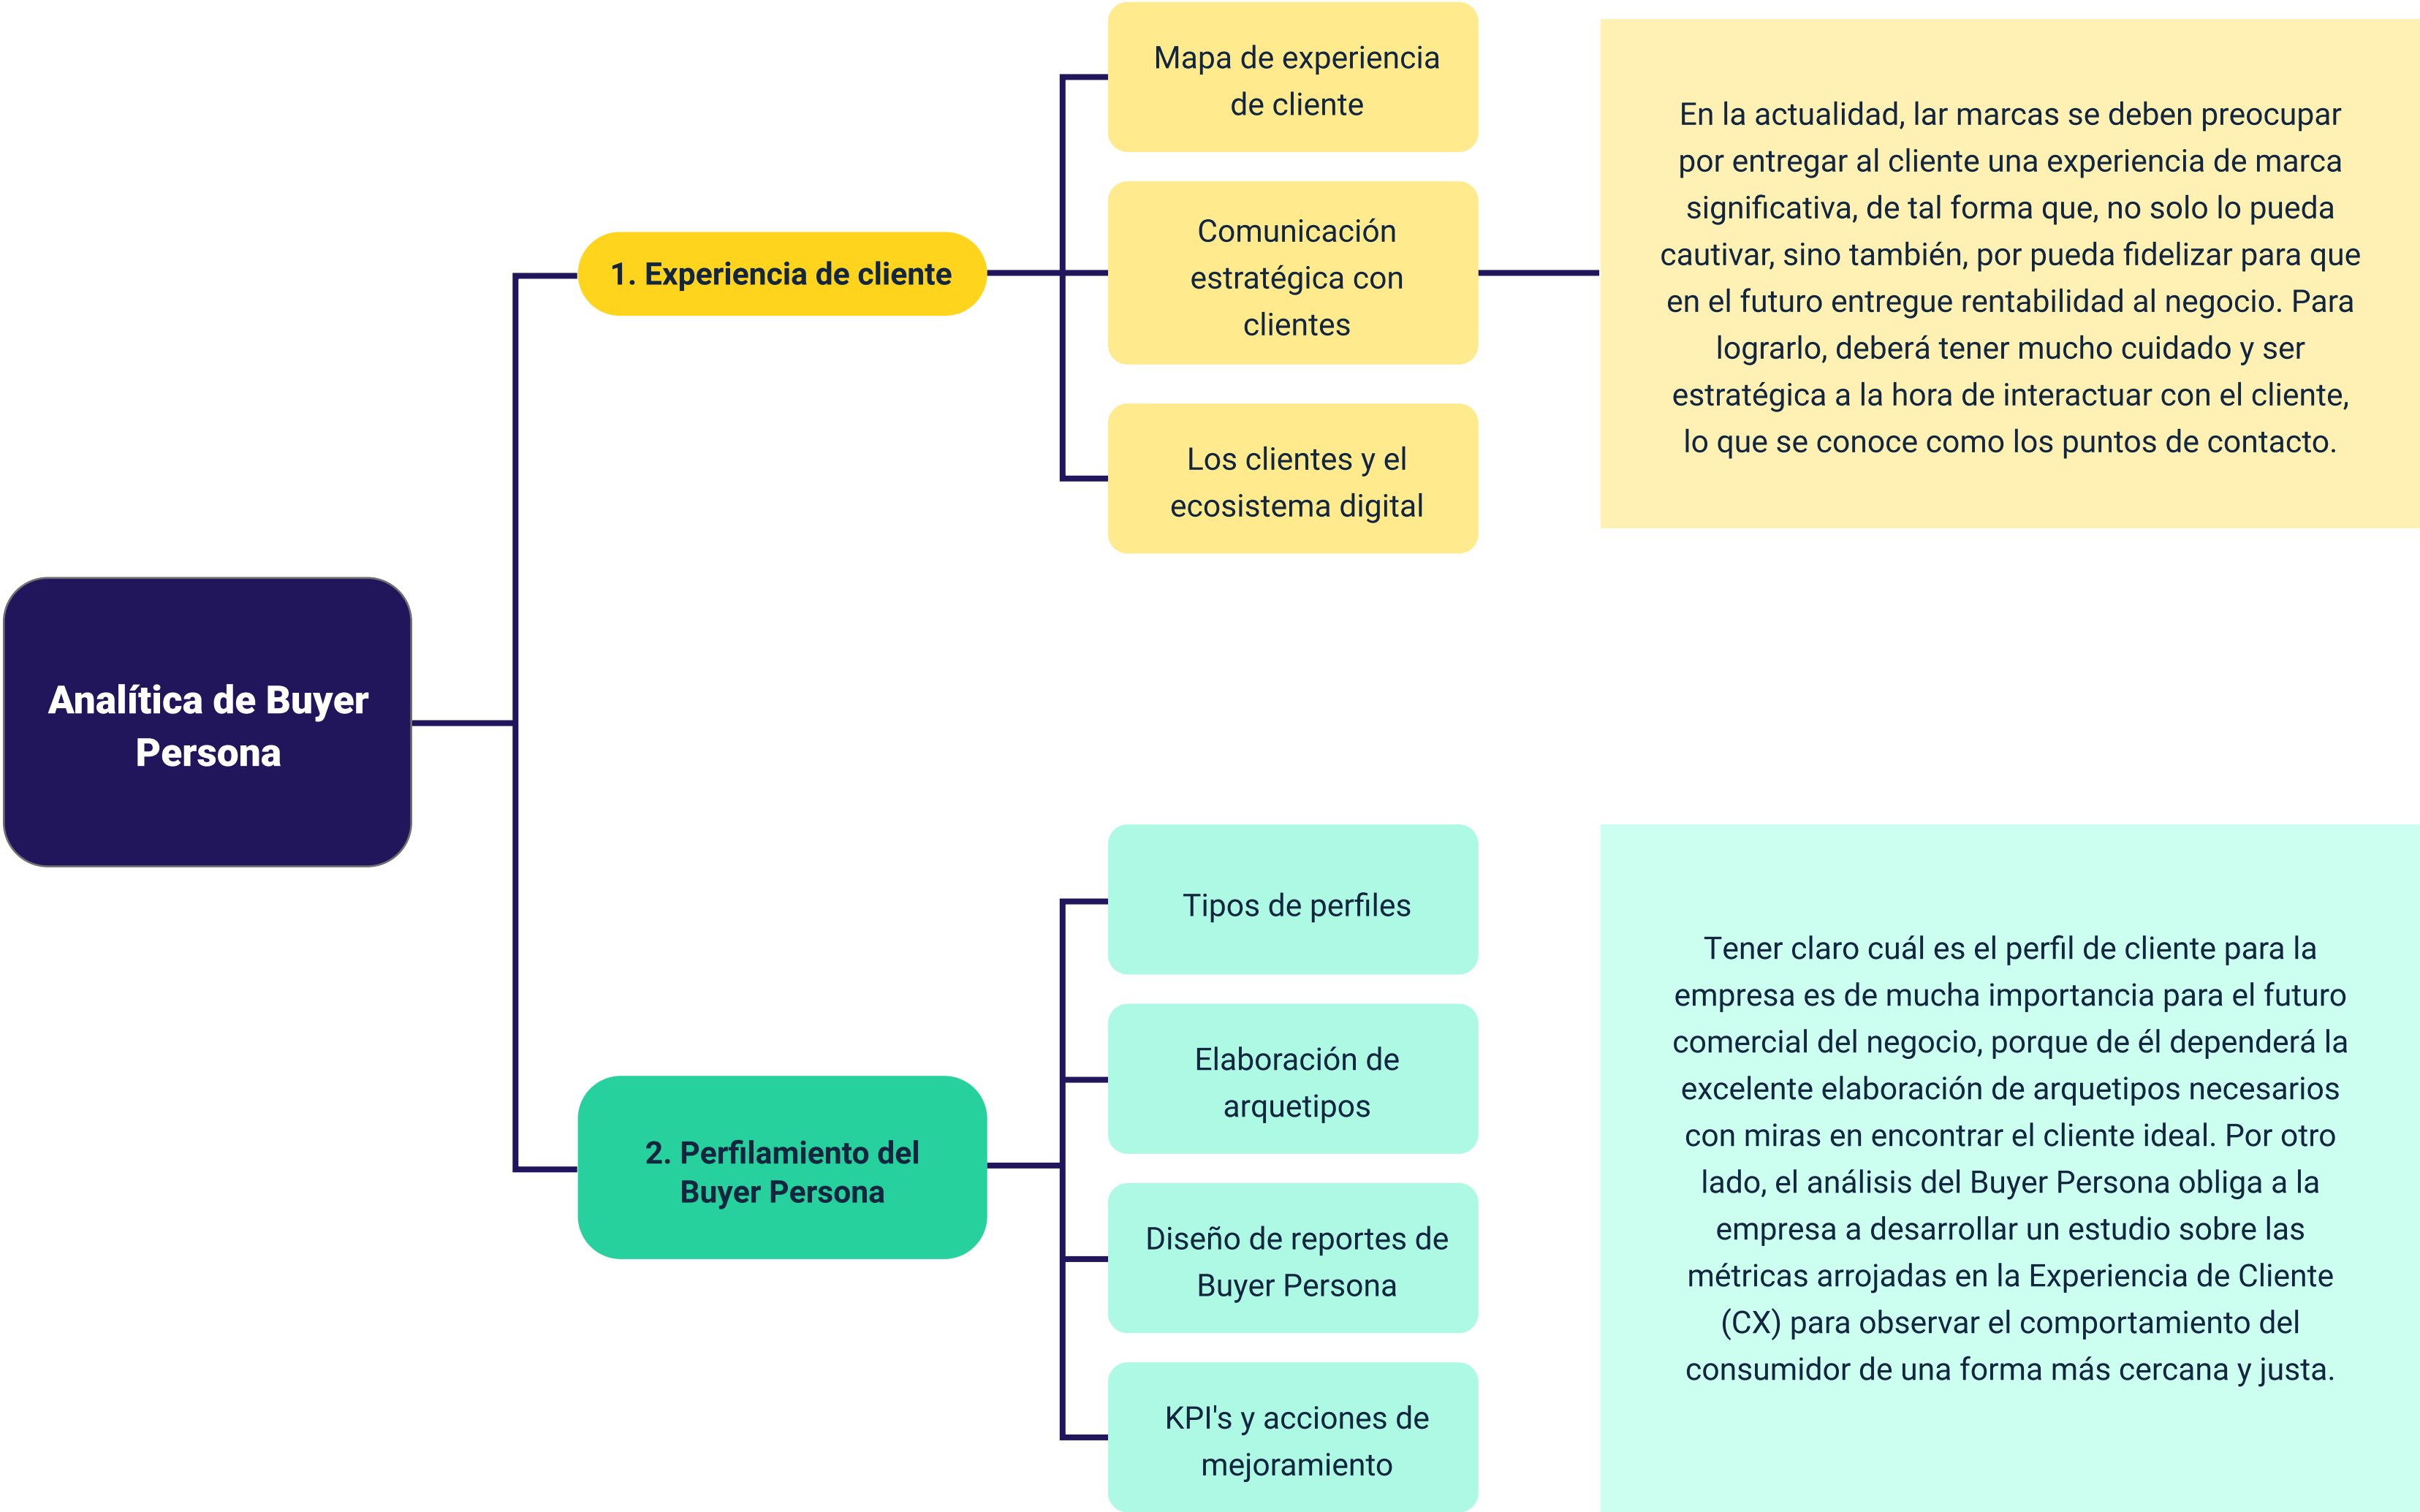 Analítica de Buyer
Persona
1. Experiencia de cliente
Mapa de experiencia
de cliente
Comunicación
estratégica con
clientes
Los clientes y el
ecosistema digital
En la actualidad, lar marcas se deben preocupar
por entregar al cliente una experiencia de marca
significativa, de tal forma que, no solo lo pueda
cautivar, sino también, por pueda fidelizar para que
en el futuro entregue rentabilidad al negocio. Para
lograrlo, deberá tener mucho cuidado y ser
estratégica a la hora de interactuar con el cliente,
lo que se conoce como los puntos de contacto.
2. Perfilamiento del
Buyer Persona
Tipos de perfiles
Elaboración de
arquetipos
Diseño de reportes de
Buyer Persona
KPI's y acciones de
mejoramiento
Tener claro cuál es el perfil de cliente para la
empresa es de mucha importancia para el futuro
comercial del negocio, porque de él dependerá la
excelente elaboración de arquetipos necesarios
con miras en encontrar el cliente ideal. Por otro
lado, el análisis del Buyer Persona obliga a la
empresa a desarrollar un estudio sobre las
métricas arrojadas en la Experiencia de Cliente
(CX) para observar el comportamiento del
consumidor de una forma más cercana y justa.